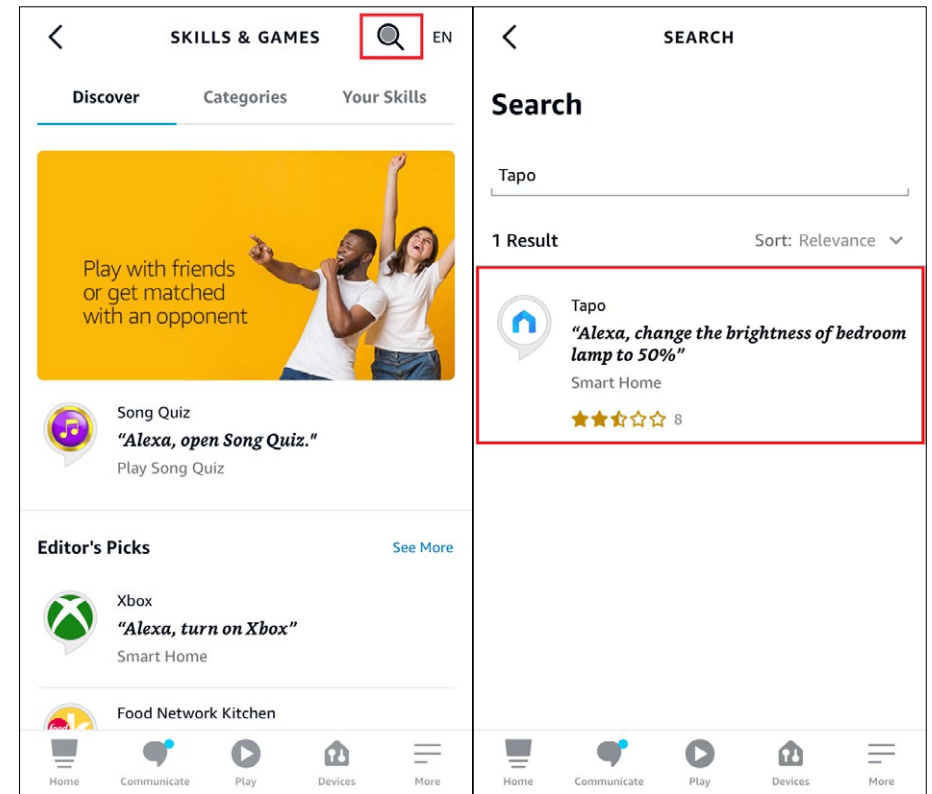 SKILLS & GAMES
EN
Discover
Categories
Your Skills
Play with friends
or get matched
with an opponent
Song Quiz
“Alexa, open Song Quiz."
Play Song Quiz
Editor's Picks
See More
Xbox
“Alexa, turn on Xbox”
Smart Home
food
Food Network Kitchen
Home
Communicate
Play
Devices
More
SEARCH
Search
Tapo
1 Result
Sort: Relevance
Tapo
“Alexa, change the brightness of bedroom
lamp to 50%”
Smart Home
8
Home
Communicate
Play
Devices
More